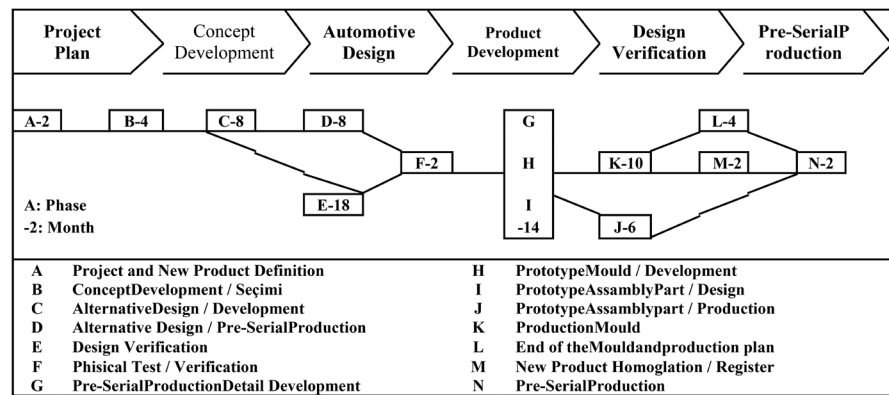 Project
Plan
Concept
Development
Automotive
Design
Product
Development
Design
Verification
Pre-SerialP
roduction
A-2
B-4
C-8
D-8
G
L-4
F-2
H
K-10
M-2
N-2
A: Phase
E-18
I
-2: Month
-14
J-6
A Project and New Product Definition
B ConceptDevelopment / Seçimi
C AlternativeDesign / Development
D Alternative Design / Pre-SerialProduction
E Design Verification
F Phisical Test / Verification
G Pre-SerialProductionDetail Development
H PrototypeMould / Development
I PrototypeAssamblyPart / Design
J PrototypeAssamblypart / Production
K ProductionMould
L End of theMouldandproduction plan
M New Product Homoglation / Register
N Pre-SerialProduction